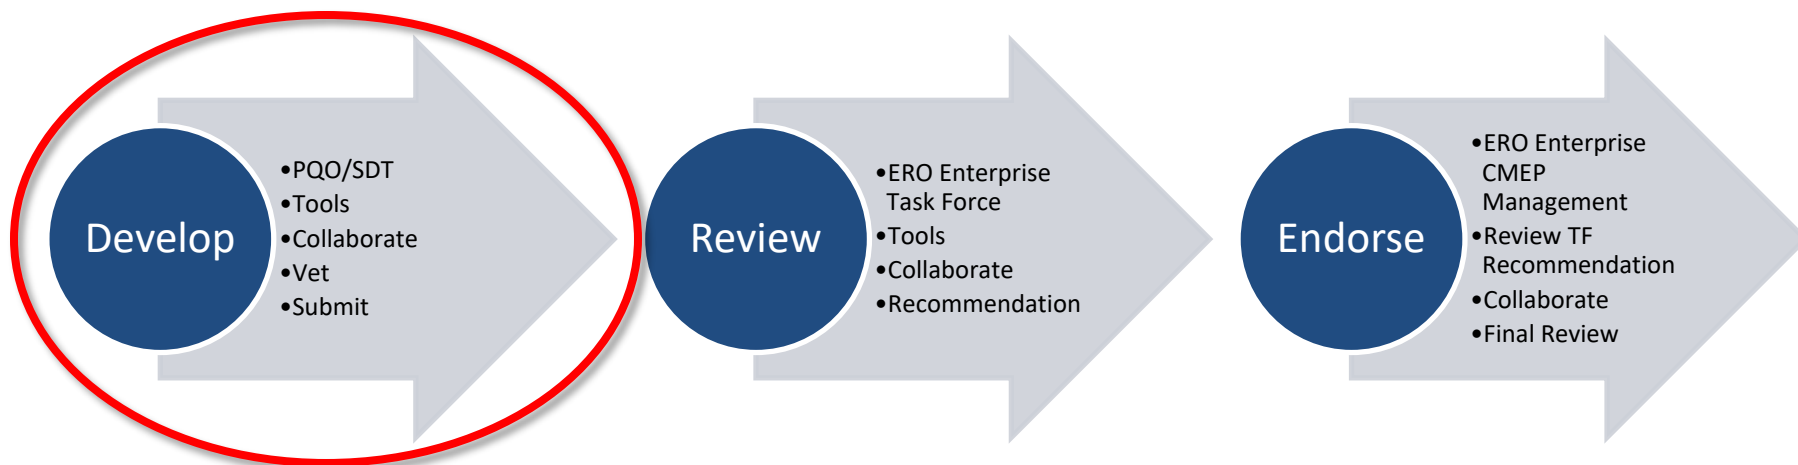 Develop
•PQO/SDT
•Tools
•Collaborate
•Vet
•Submit
Review
•ERO Enterprise
Task Force
•Tools
•Collaborate
•Recommendation
Endorse
•ERO Enterprise
CMEP
Management
•Review TF
Recommendation
•Collaborate
•Final Review